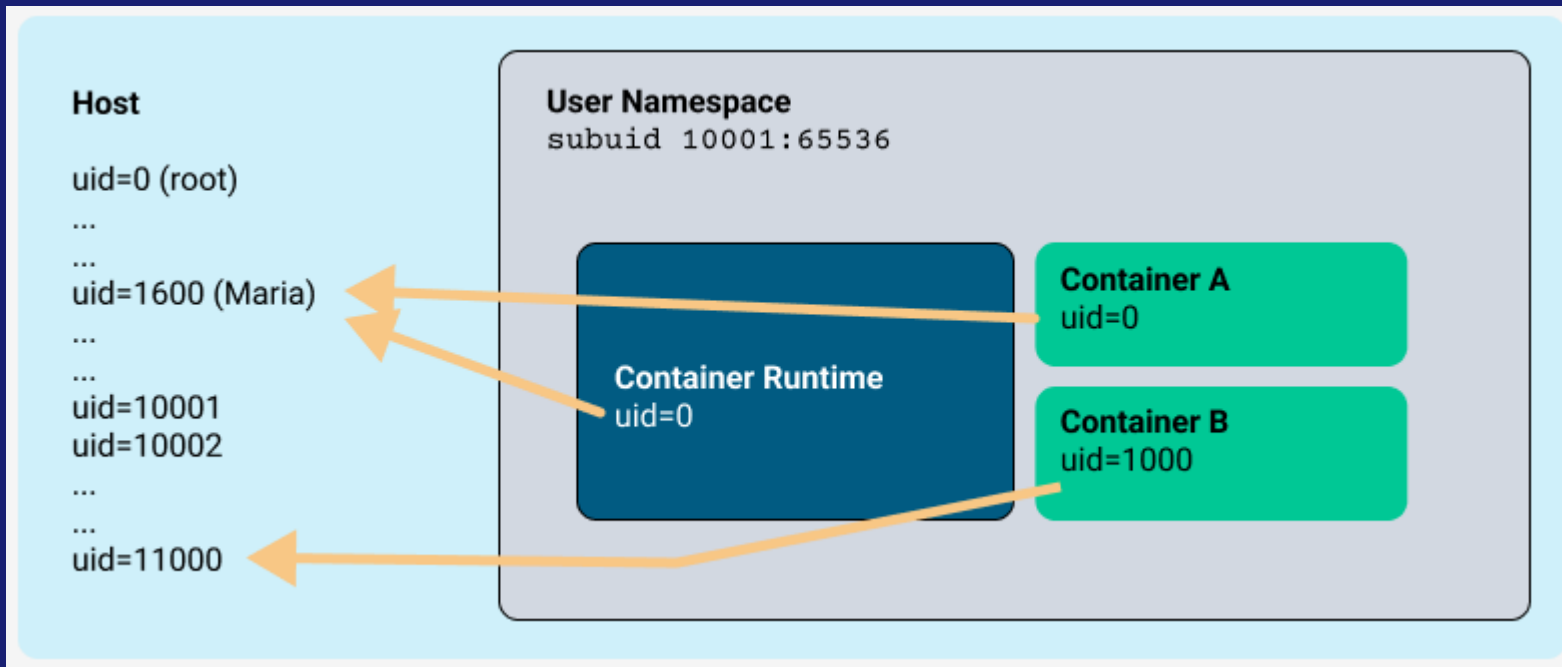 Host
uid=0 (root)
...
...
uid=1600 (Maria)
...
...
uid=10001
uid=10002
...
...
uid=11000
User Namespace
subuid 10001:65536
Container Runtime
uid=0
Container A
uid=0
Container B
uid=1000